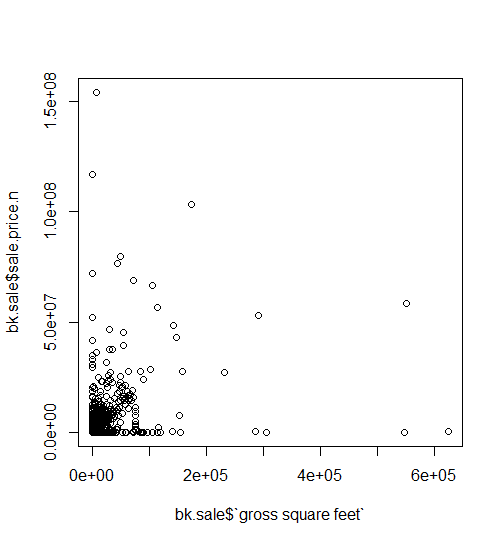 1.5e+08
1.0e+08
5.0e+07
0.0e+00
bk.sale$sale.price.n
0e+00 2e+05 4e+05 6e+05
bk.sale$`gross square feet`